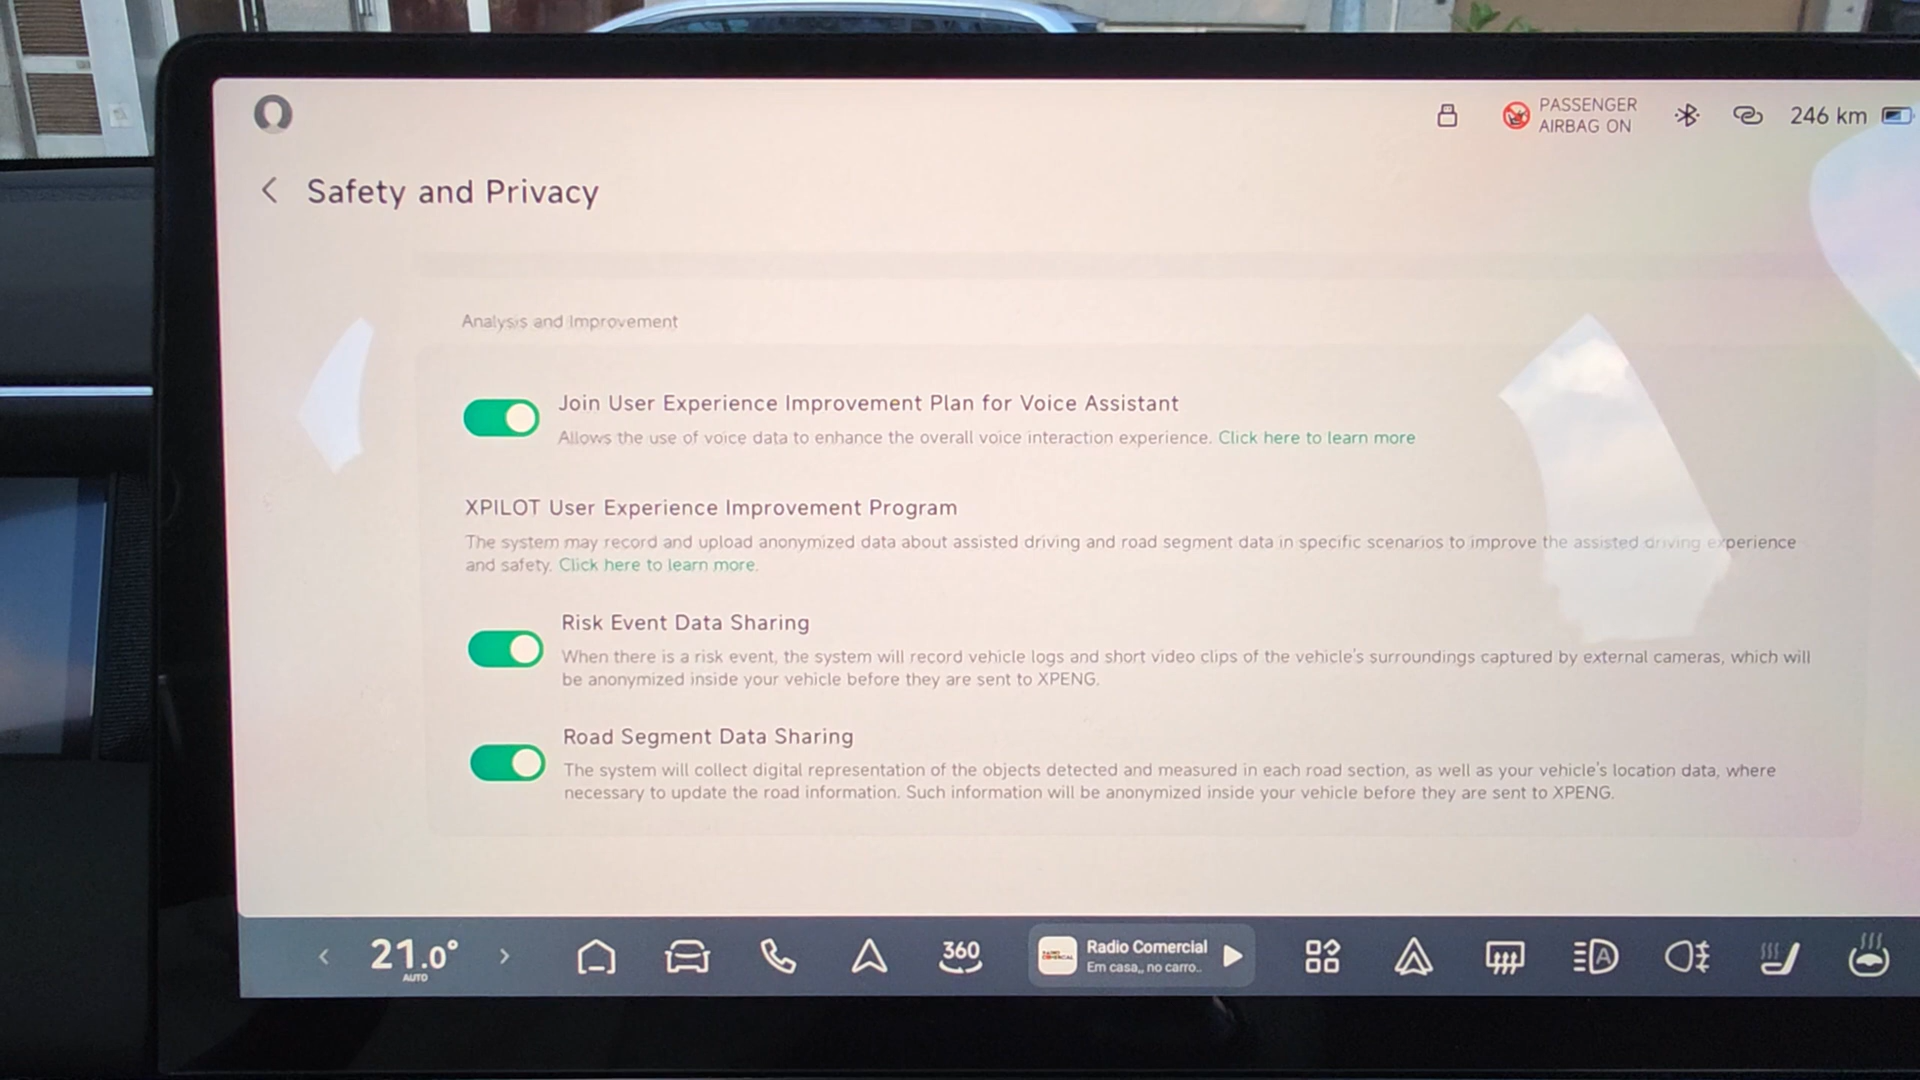 PASSENGER
AIRBAG ON
246 km
Safety and Privacy
Analysis and Improvement
Join User Experience Improvement Plan for Voice Assistant
Allows the use of voice data to enhance the overall voice interaction experience. Click here to learn more
XPILOT User Experience Improvement Program
The system may record and upload anonymized data about assisted driving and road segment data in specific scenarios to improve the assisted driving experience
and safety. Click here to learn more.
Risk Event Data Sharing
When there is a risk event, the system will record vehicle logs and short video clips of the vehicle's surroundings captured by external cameras, which will
be anonymized inside your vehicle before they are sent to XPENG.
Road Segment Data Sharing
The system will collect digital representation of the objects detected and measured in each road section, as well as your vehicle's location data, where
necessary to update the road information. Such information will be anonymized inside your vehicle before they are sent to XPENG.
21.0°
AUTO
360
Radio Comercial
Em casa,, no carro..
A